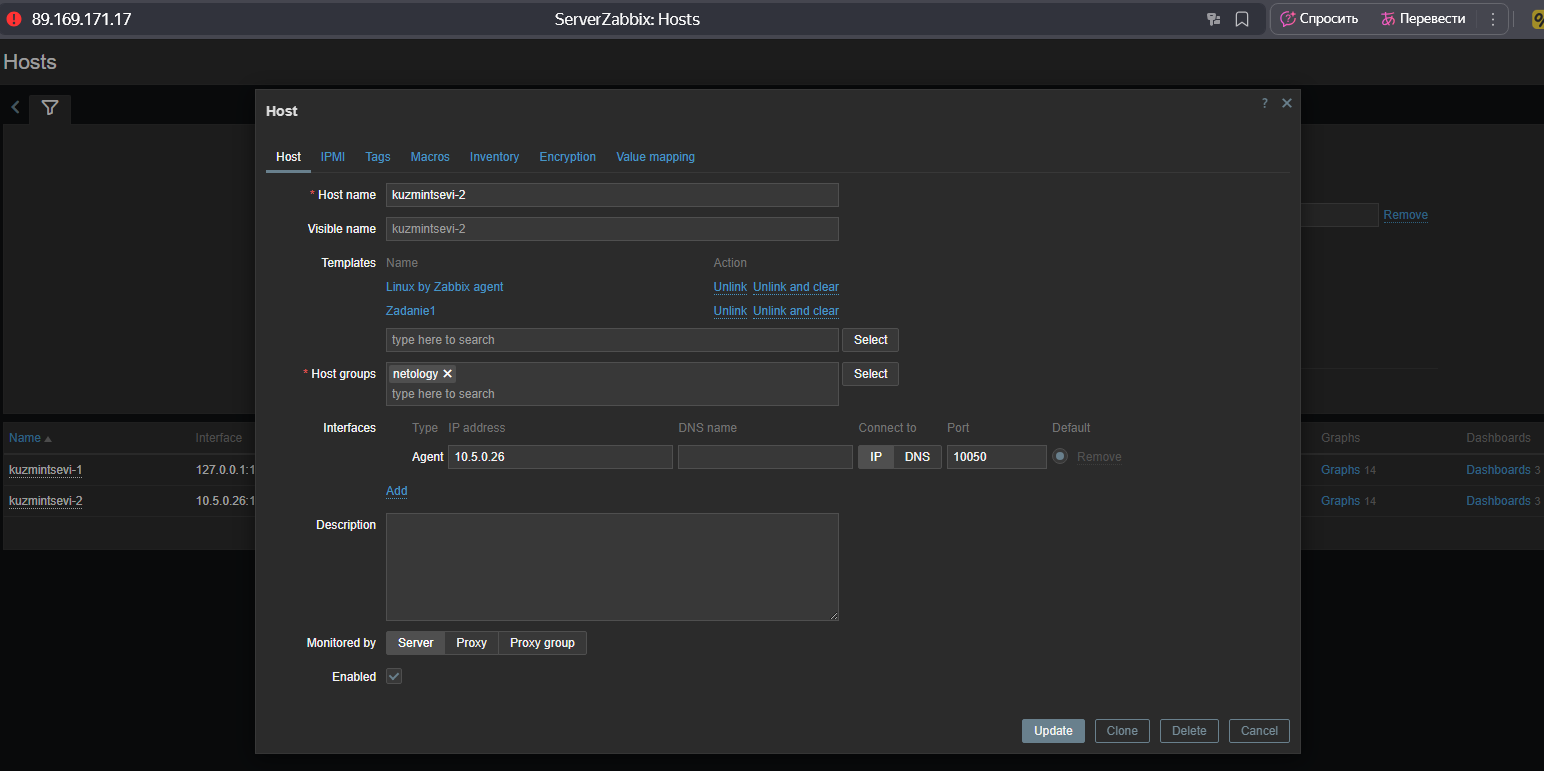 89.169.171.17 ServerZabbix: Hosts Спросить Перевести
Hosts
Host ?
Host IPMI Tags Macros Inventory Encryption Value mapping
* Host name kuzmintsevi-2
Remove
Visible name kuzmintsevi-2
Templates Name Action
Linux by Zabbix agent Unlink Unlink and clear
Zadanie1 Unlink Unlink and clear
type here to search Select
* Host groups netology Select
type here to search
Interfaces Type IP address DNS name Connect to Port Default
Agent 10.5.0.26 IP DNS 10050 Remove
Add
Name Interface Graphs Dashboards
kuzmintsevi-1 127.0.0.1:1 Graphs 14 Dashboards 3
kuzmintsevi-2 10.5.0.26:1 Graphs 14 Dashboards 3
Description
Monitored by Server Proxy Proxy group
Enabled
Update Clone Delete Cancel